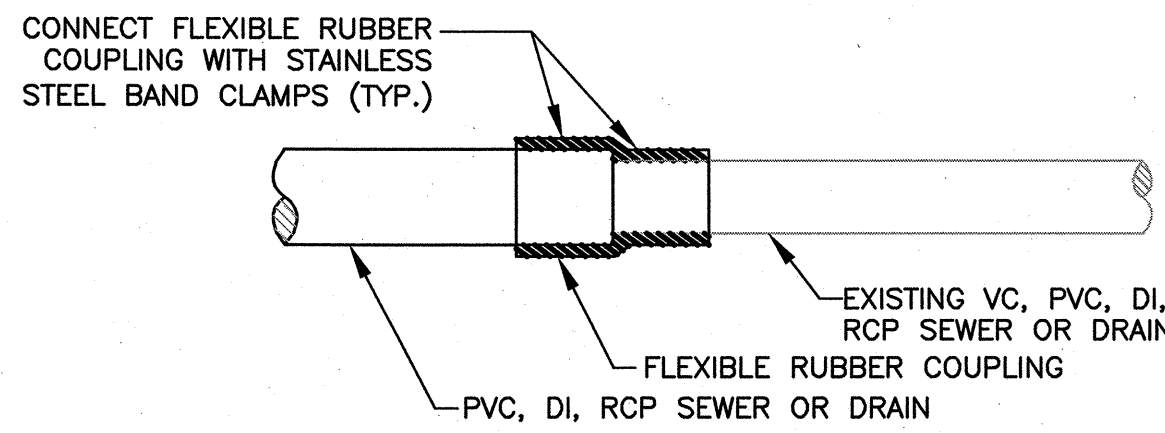 CONNECT FLEXIBLE RUBBER
COUPLING WITH STAINLESS
STEEL BAND CLAMPS (TYP.)
EXISTING VC, PVC, DI,
RCP SEWER OR DRAIN
FLEXIBLE RUBBER COUPLING
PVC, DI, RCP SEWER OR DRAIN